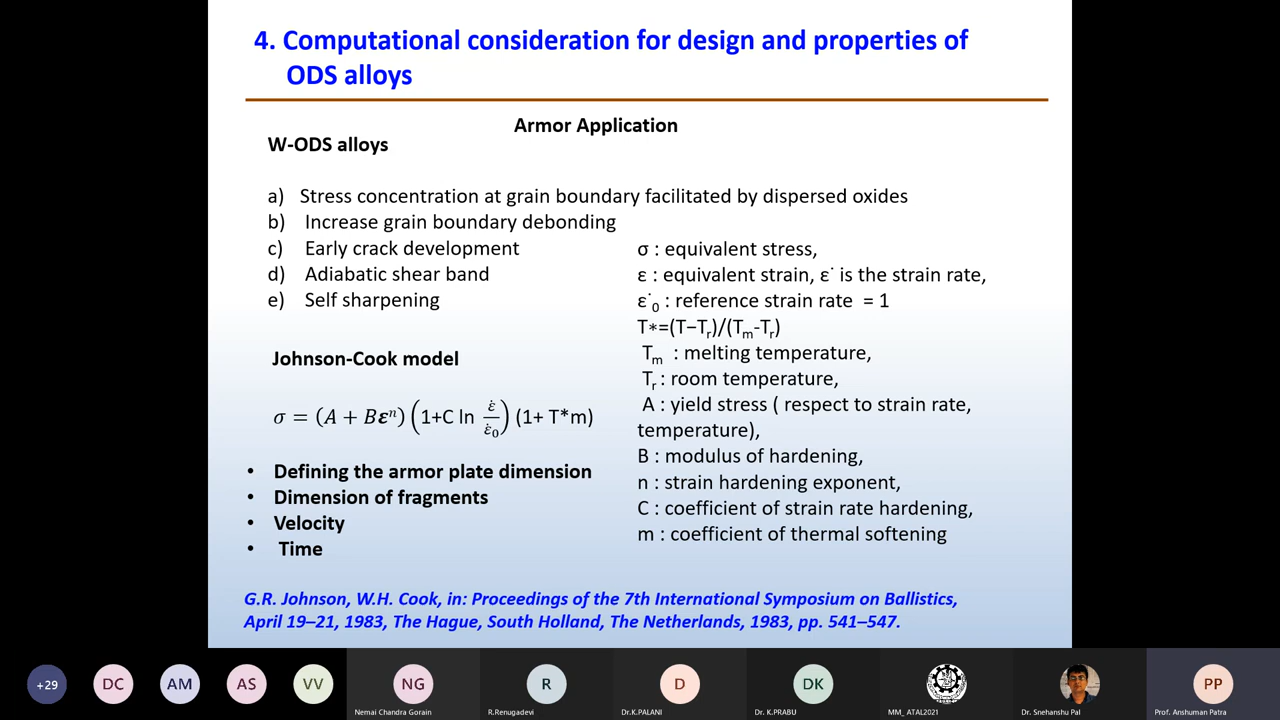 4. Computational consideration for design and properties of
ODS alloys
Armor Application
W-ODS alloys
a) Stress concentration at grain boundary facilitated by dispersed oxides
b) Increase grain boundary debonding
c) Early crack development
d) Adiabatic shear band
e) Self sharpening
Johnson-Cook model
σ = (A + Bεⁿ) (1+C ln ε̇/ε̇₀) (1+ T*m)
• Defining the armor plate dimension
• Dimension of fragments
• Velocity
• Time
σ : equivalent stress,
ε : equivalent strain, ε˙ is the strain rate,
ε˙₀ : reference strain rate = 1
T∗=(T−Tr)/(Tm-Tr)
Tm : melting temperature,
Tr : room temperature,
A : yield stress ( respect to strain rate,
temperature),
B : modulus of hardening,
n : strain hardening exponent,
C : coefficient of strain rate hardening,
m : coefficient of thermal softening
G.R. Johnson, W.H. Cook, in: Proceedings of the 7th International Symposium on Ballistics,
April 19–21, 1983, The Hague, South Holland, The Netherlands, 1983, pp. 541–547.
+29
DC
AM
AS
VV
NG
R
D
DK
PP
Nemai Chandra Gorain
R.Renugadevi
Dr.K.PALANI
Dr. K.PRABU
MM_ ATAL2021
Dr. Snehanshu Pal
Prof. Anshuman Patra